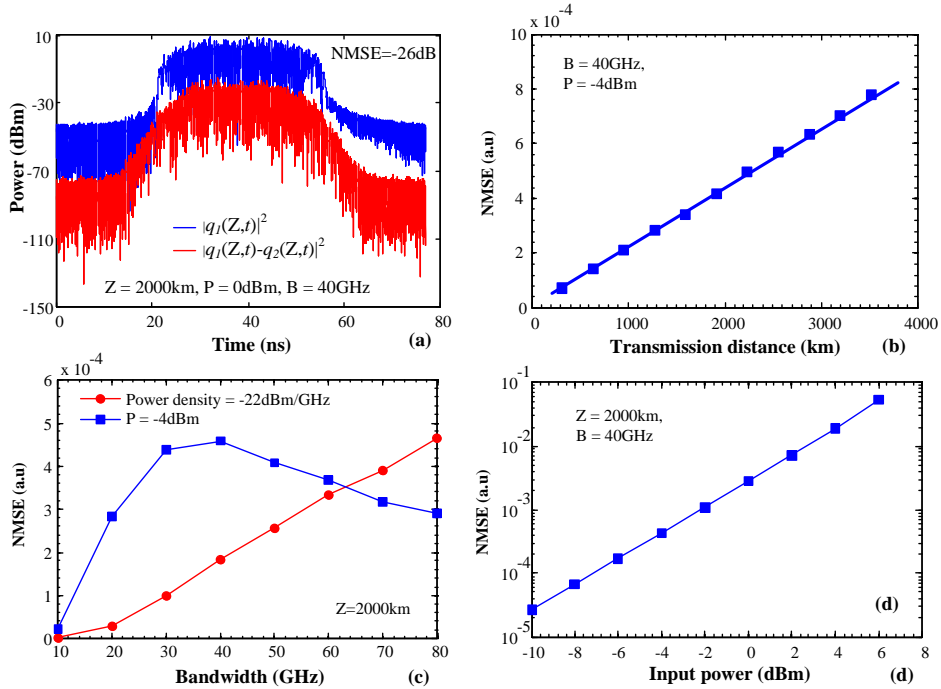 10
-30
-70
-110
-150
Power (dBm)
NMSE=-26dB
|q1(Z,t)|²
|q1(Z,t)-q2(Z,t)|²
Z = 2000km, P = 0dBm, B = 40GHz
0 20 40 60 80
Time (ns)
(a)
x 10⁻⁴
10
8
6
4
2
0
NMSE (a.u)
B = 40GHz,
P = -4dBm
0 1000 2000 3000 4000
Transmission distance (km)
(b)
x 10⁻⁴
6
5
4
3
2
1
0
NMSE (a.u)
Power density = -22dBm/GHz
P = -4dBm
Z=2000km
10 20 30 40 50 60 70 80
Bandwidth (GHz)
(c)
10⁻¹
10⁻²
10⁻³
10⁻⁴
10⁻⁵
NMSE (a.u)
Z = 2000km,
B = 40GHz
(d)
-10 -8 -6 -4 -2 0 2 4 6 8
Input power (dBm)
(d)